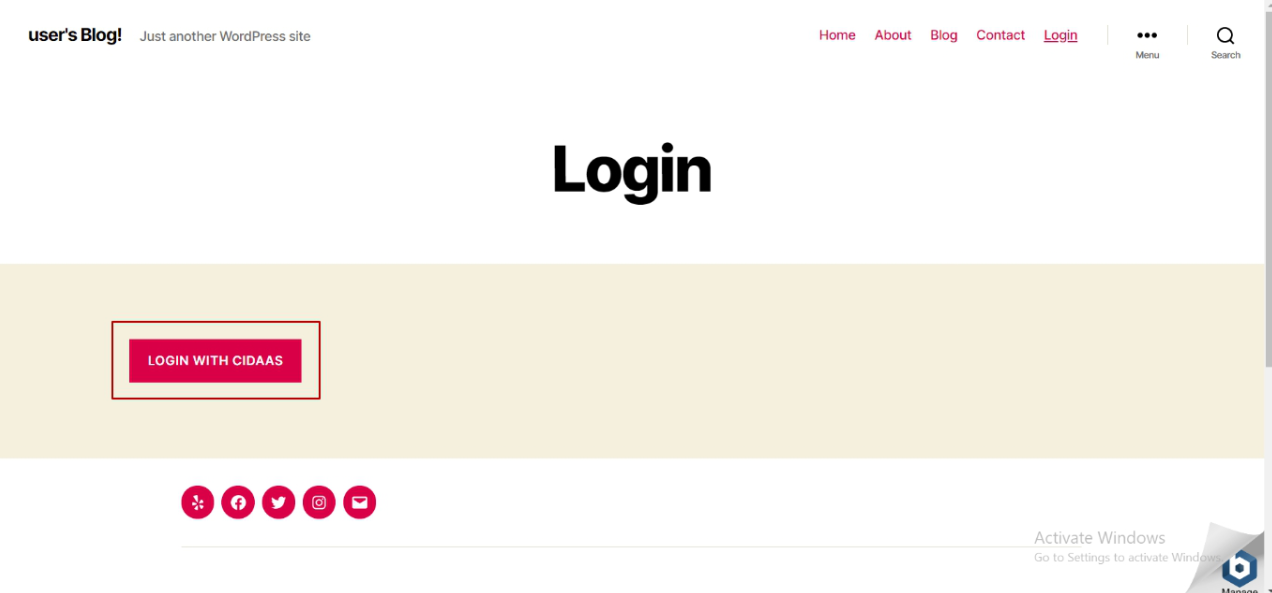 user's Blog! Just another WordPress site Home About Blog Contact Login Menu Search
Login
LOGIN WITH CIDAAS
Activate Windows
Go to Settings to activate Windows.
Manage